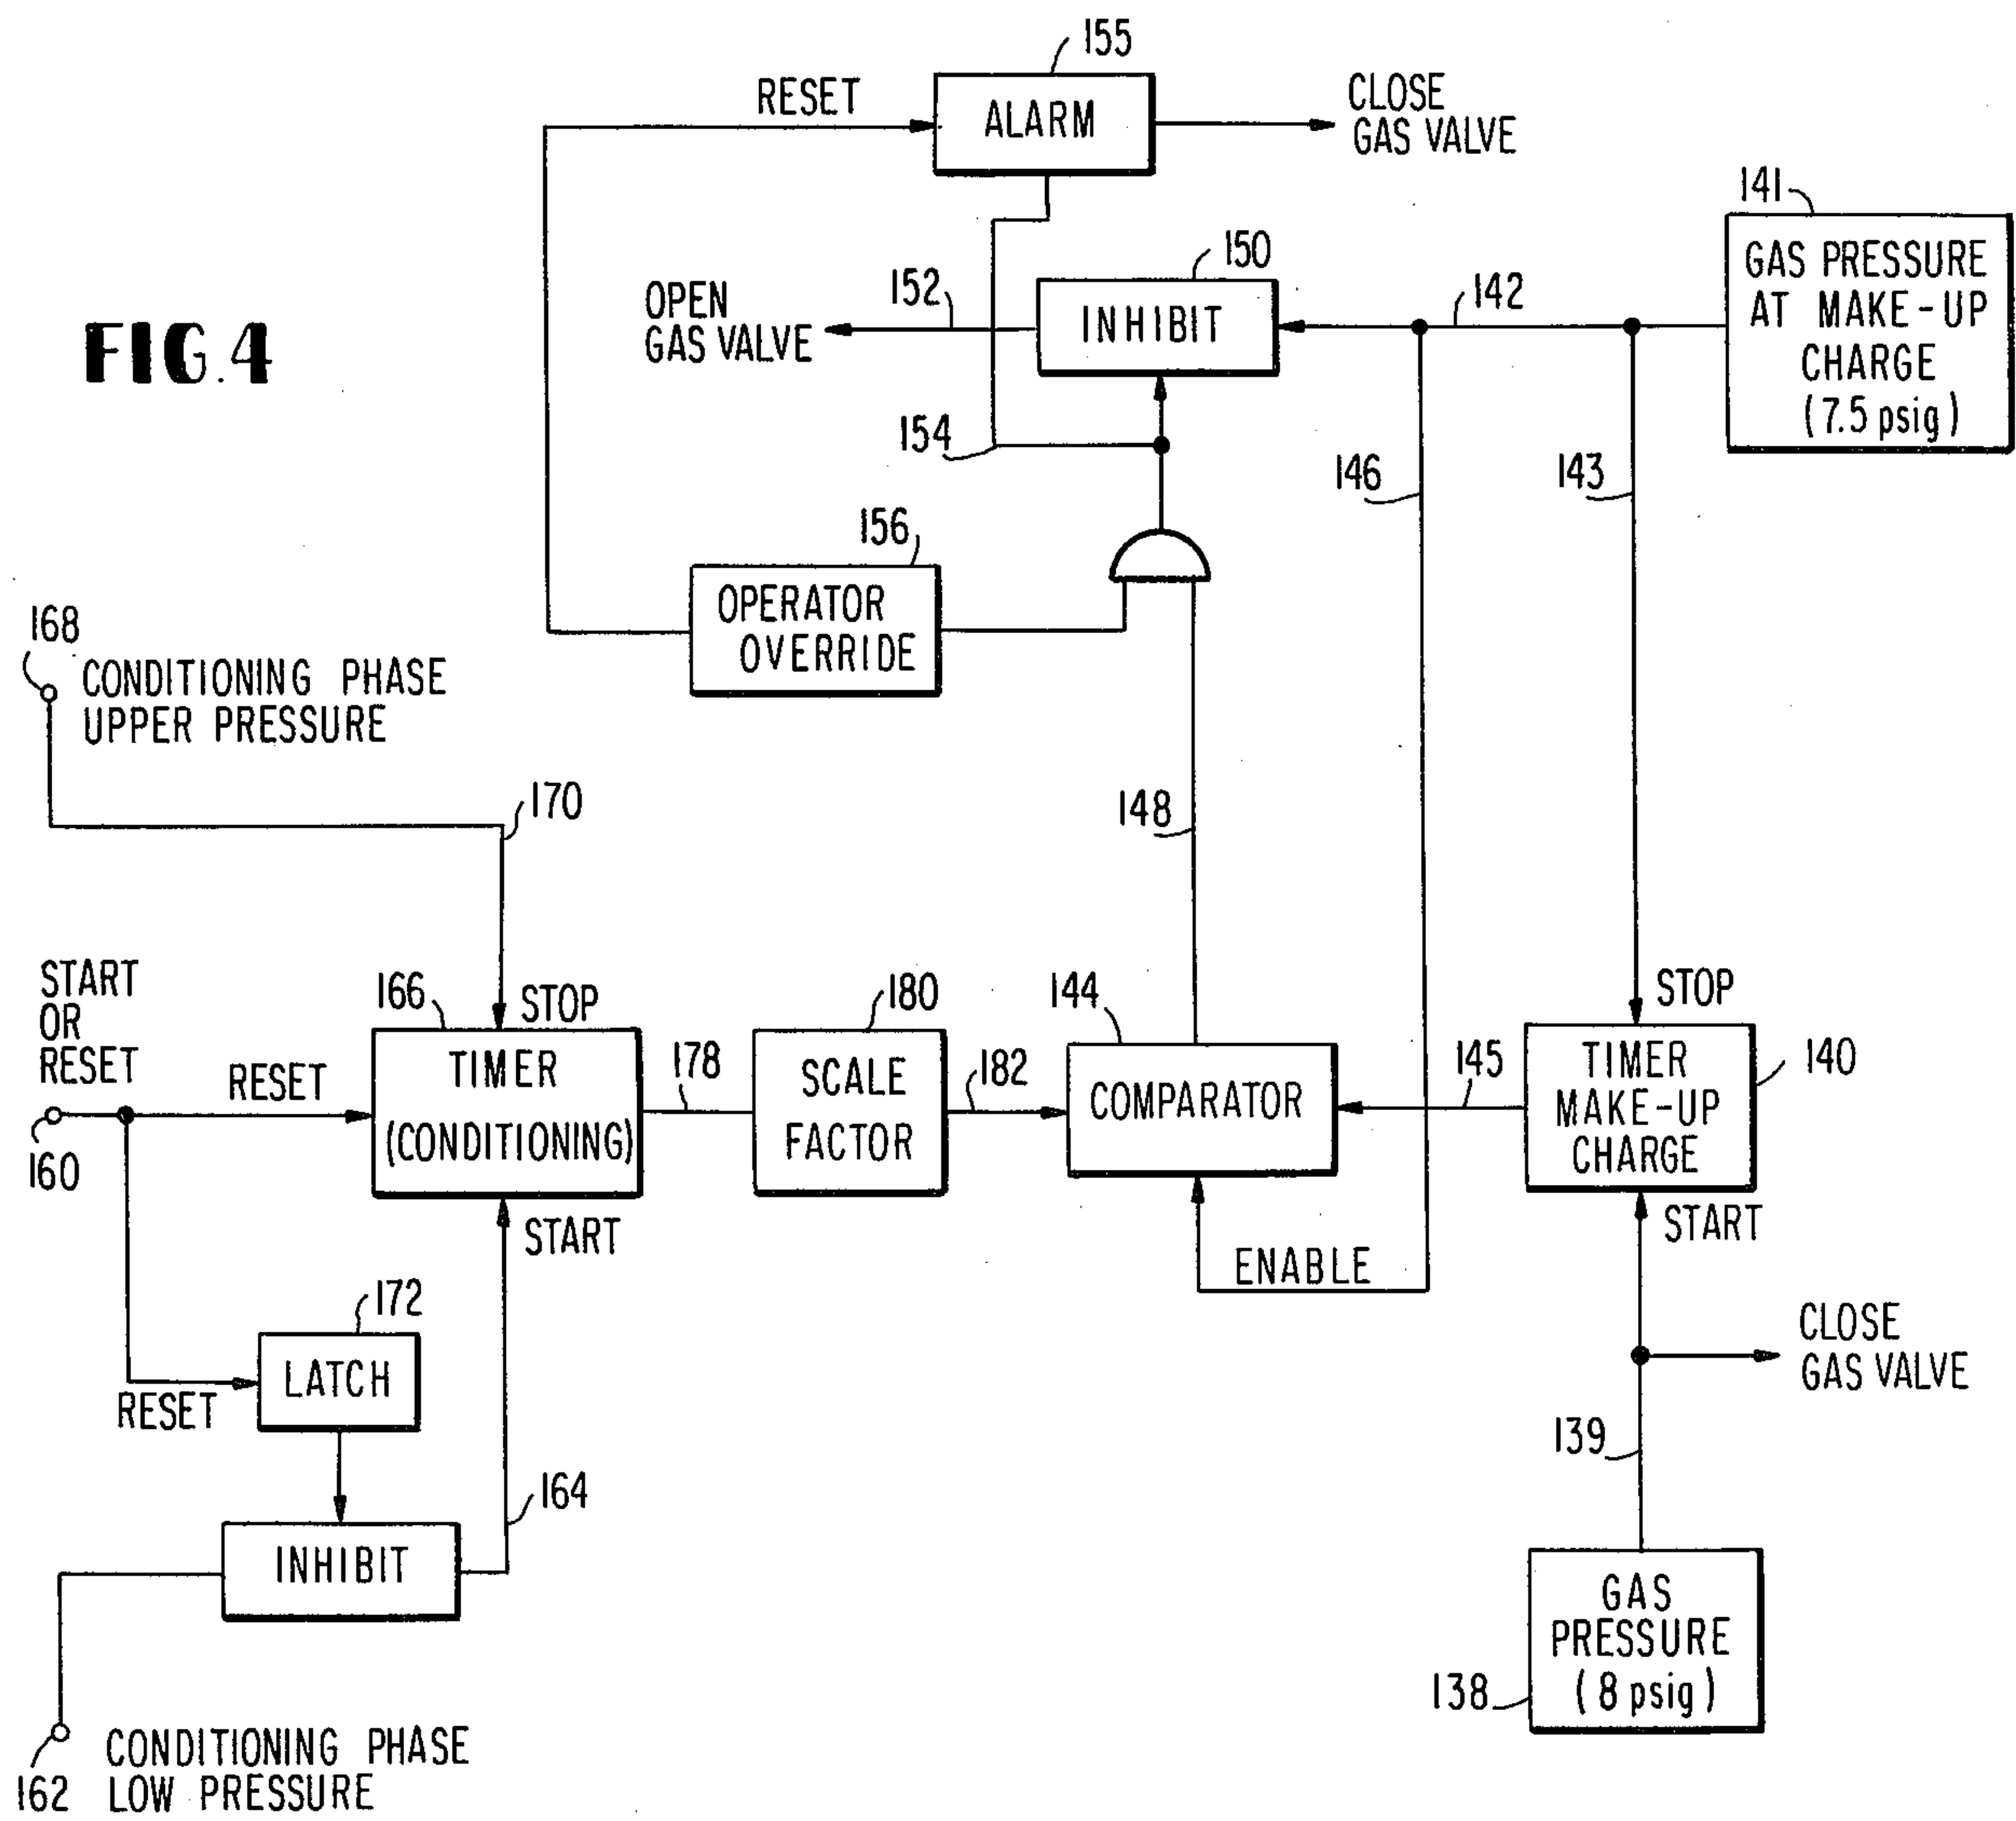 155
RESET
ALARM
CLOSE
GAS VALVE
141
GAS PRESSURE
AT MAKE-UP
CHARGE
(7.5 psig)
150
INHIBIT
152
OPEN
GAS VALVE
142
FIG. 4
154
146
143
156
OPERATOR
OVERRIDE
168
CONDITIONING PHASE
UPPER PRESSURE
170
148
START
OR
RESET
160
RESET
166
STOP
TIMER
(CONDITIONING)
START
178
180
SCALE
FACTOR
182
144
COMPARATOR
145
STOP
TIMER
MAKE-UP
CHARGE
140
START
ENABLE
172
LATCH
RESET
CLOSE
GAS VALVE
139
164
INHIBIT
GAS
PRESSURE
(8 psig)
138
162
CONDITIONING PHASE
LOW PRESSURE